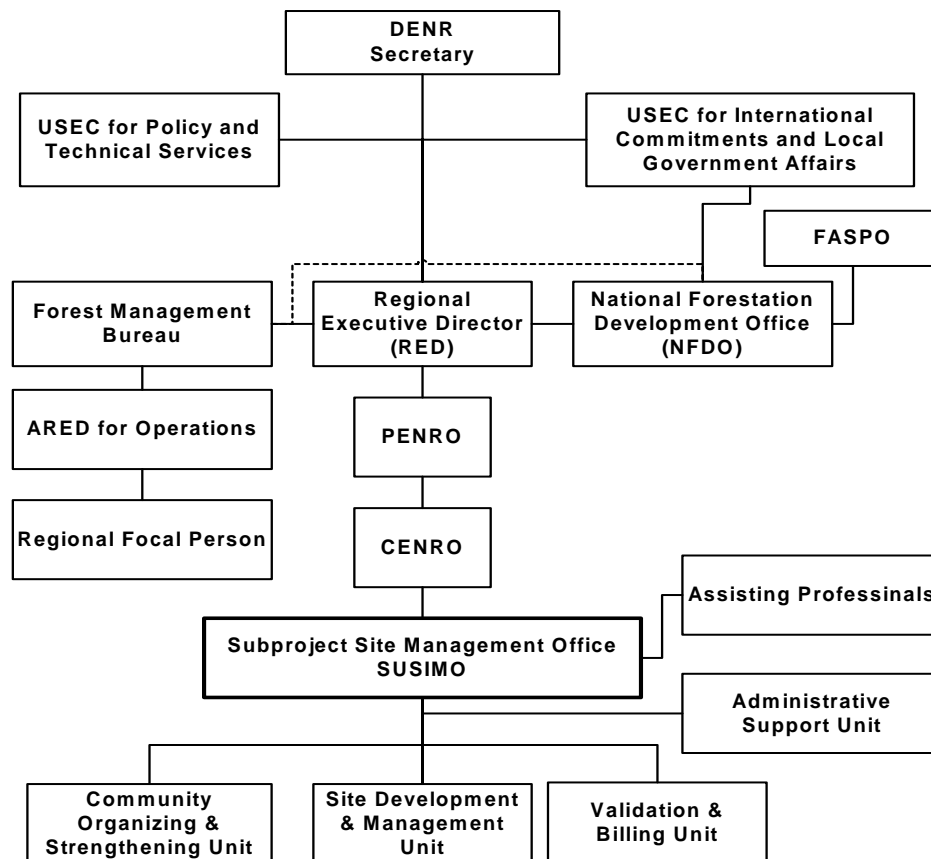 DENR
Secretary
USEC for Policy and
Technical Services
USEC for International
Commitments and Local
Government Affairs
FASPO
Forest Management
Bureau
Regional
Executive Director
(RED)
National Forestation
Development Office
(NFDO)
ARED for Operations
PENRO
Regional Focal Person
CENRO
Assisting Professinals
Subproject Site Management Office
SUSIMO
Administrative
Support Unit
Community
Organizing &
Strengthening Unit
Site Development
& Management
Unit
Validation &
Billing Unit